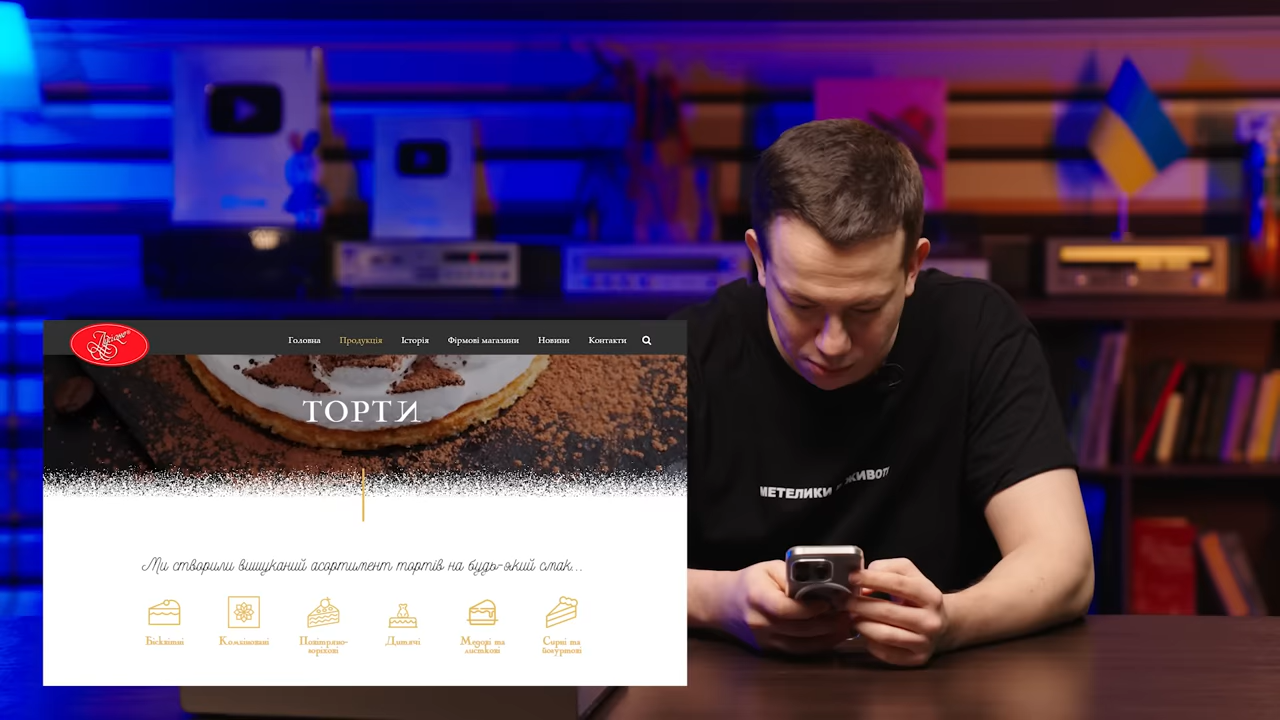 Головна Продукція Історія Фірмові магазини Новини Контакти
ТОРТИ
Ми створили вишуканий асортимент тортів на будь-який смак...
Бісквітні Комбіновані Повітряно-горіхові Дитячі Медові та листкові Сирні та йогуртові
МЕТЕЛИКИ
ЖИВОТІ